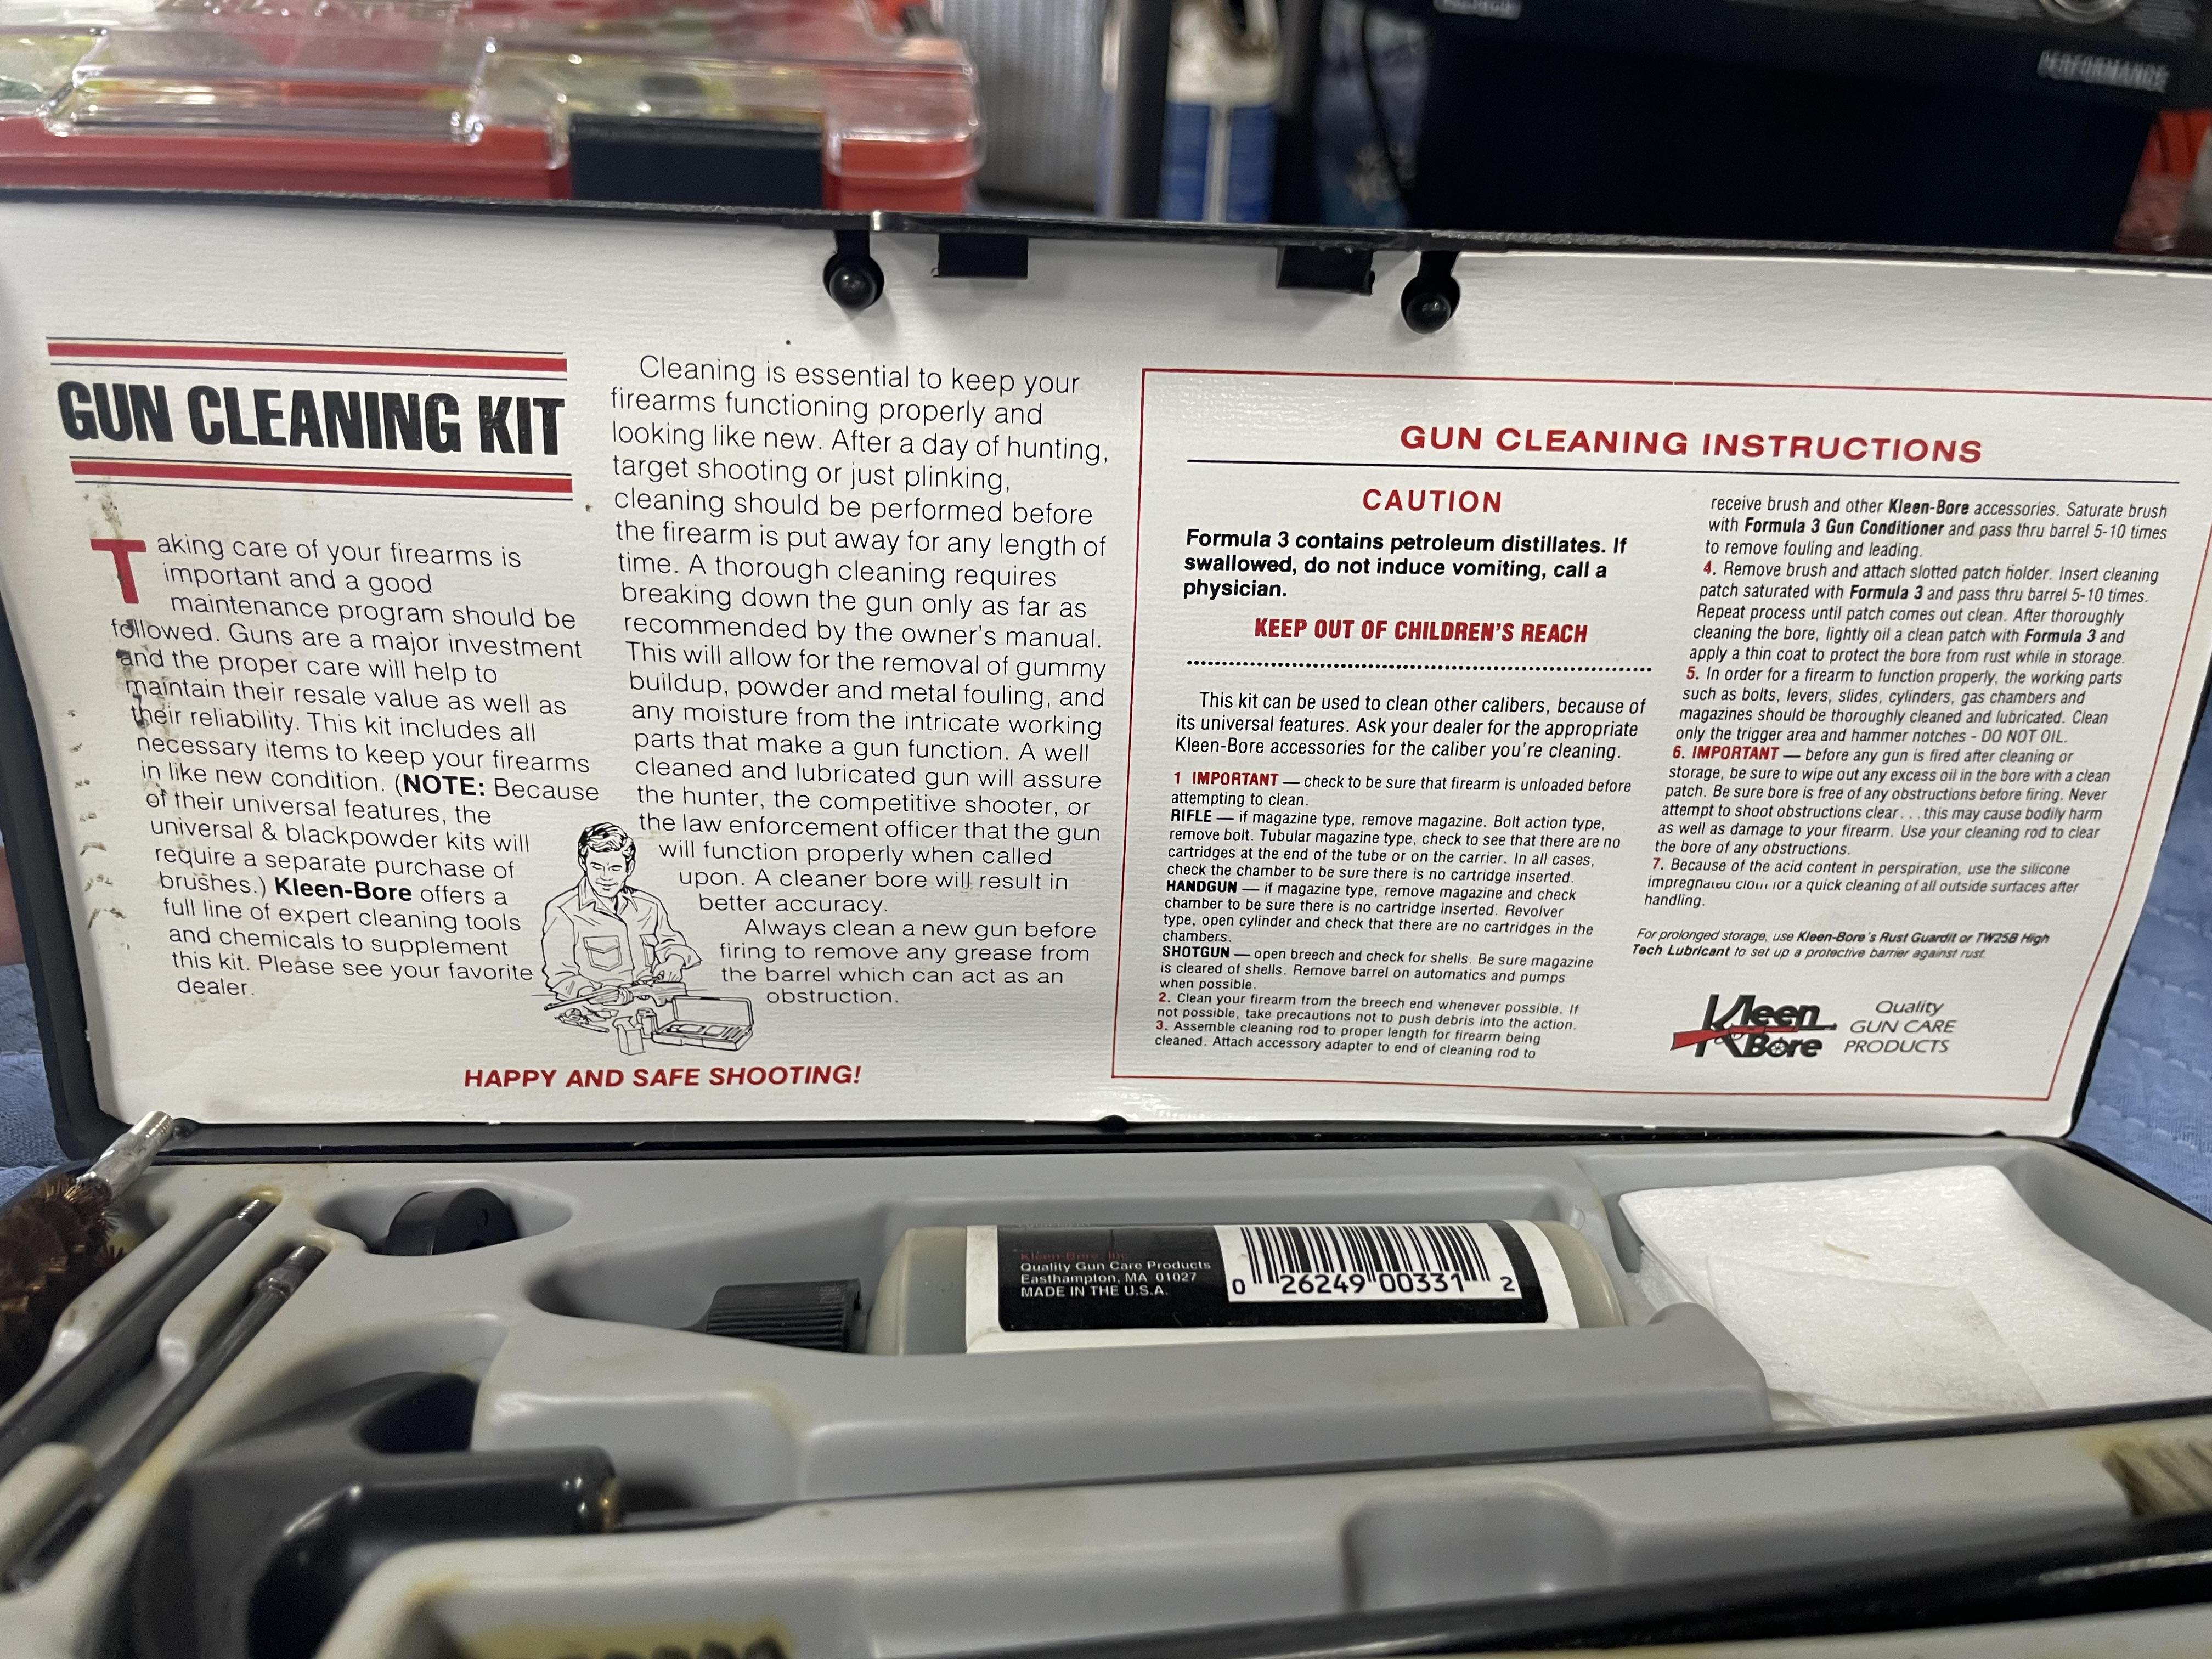 PERFORMANCE
GUN CLEANING KIT
Taking care of your firearms is
important and a good
maintenance program should be
followed. Guns are a major investment
and the proper care will help to
maintain their resale value as well as
their reliability. This kit includes all
necessary items to keep your firearms
in like new condition. (NOTE: Because
of their universal features, the
universal & blackpowder kits will
require a separate purchase of
brushes.) Kleen-Bore offers a
full line of expert cleaning tools
and chemicals to supplement
this kit. Please see your favorite
dealer.
Cleaning is essential to keep your
firearms functioning properly and
looking like new. After a day of hunting,
target shooting or just plinking,
cleaning should be performed before
the firearm is put away for any length of
time. A thorough cleaning requires
breaking down the gun only as far as
recommended by the owner's manual.
This will allow for the removal of gummy
buildup, powder and metal fouling, and
any moisture from the intricate working
parts that make a gun function. A well
cleaned and lubricated gun will assure
the hunter, the competitive shooter, or
the law enforcement officer that the gun
will function properly when called
upon. A cleaner bore will result in
better accuracy.
Always clean a new gun before
firing to remove any grease from
the barrel which can act as an
obstruction.
HAPPY AND SAFE SHOOTING!
GUN CLEANING INSTRUCTIONS
CAUTION
Formula 3 contains petroleum distillates. If
swallowed, do not induce vomiting, call a
physician.
KEEP OUT OF CHILDREN'S REACH
This kit can be used to clean other calibers, because of
its universal features. Ask your dealer for the appropriate
Kleen-Bore accessories for the caliber you're cleaning.
1 IMPORTANT — check to be sure that firearm is unloaded before
attempting to clean.
RIFLE — if magazine type, remove magazine. Bolt action type,
remove bolt. Tubular magazine type, check to see that there are no
cartridges at the end of the tube or on the carrier. In all cases,
check the chamber to be sure there is no cartridge inserted.
HANDGUN — if magazine type, remove magazine and check
chamber to be sure there is no cartridge inserted. Revolver
type, open cylinder and check that there are no cartridges in the
chambers.
SHOTGUN — open breech and check for shells. Be sure magazine
is cleared of shells. Remove barrel on automatics and pumps
when possible.
2. Clean your firearm from the breech end whenever possible. If
not possible, take precautions not to push debris into the action.
3. Assemble cleaning rod to proper length for firearm being
cleaned. Attach accessory adapter to end of cleaning rod to
receive brush and other Kleen-Bore accessories. Saturate brush
with Formula 3 Gun Conditioner and pass thru barrel 5-10 times
to remove fouling and leading.
4. Remove brush and attach slotted patch holder. Insert cleaning
patch saturated with Formula 3 and pass thru barrel 5-10 times.
Repeat process until patch comes out clean. After thoroughly
cleaning the bore, lightly oil a clean patch with Formula 3 and
apply a thin coat to protect the bore from rust while in storage.
5. In order for a firearm to function properly, the working parts
such as bolts, levers, slides, cylinders, gas chambers and
magazines should be thoroughly cleaned and lubricated. Clean
only the trigger area and hammer notches - DO NOT OIL.
6. IMPORTANT — before any gun is fired after cleaning or
storage, be sure to wipe out any excess oil in the bore with a clean
patch. Be sure bore is free of any obstructions before firing. Never
attempt to shoot obstructions clear . . . this may cause bodily harm
as well as damage to your firearm. Use your cleaning rod to clear
the bore of any obstructions.
7. Because of the acid content in perspiration, use the silicone
impregnated cloth for a quick cleaning of all outside surfaces after
handling.
For prolonged storage, use Kleen-Bore's Rust Guardit or TW25B High
Tech Lubricant to set up a protective barrier against rust.
Kleen
Bore
Quality
GUN CARE
PRODUCTS
Kleen-Bore, Inc.
Quality Gun Care Products
Easthampton, MA 01027
MADE IN THE U.S.A.
0 26249 00331 2